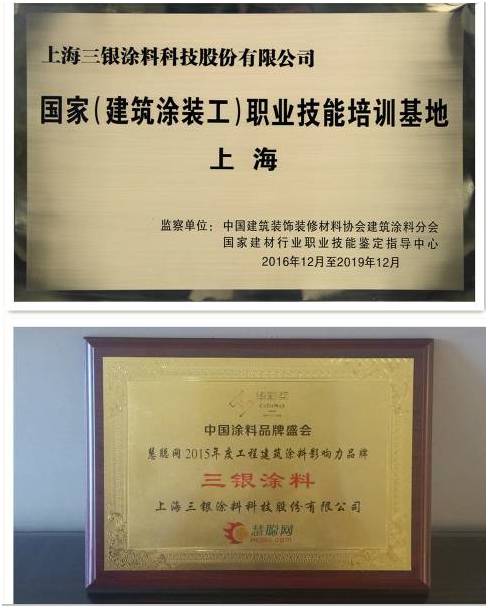 上海三银涂料科技股份有限公司
国家（建筑涂装工）职业技能培训基地
上海
监察单位：中国建筑装饰装修材料协会建筑涂料分会
国家建材行业职业技能鉴定指导中心
2016年12月至2019年12月
华彩奖
中国涂料品牌盛会
慧聪网2015年度工程建筑涂料影响力品牌
三银涂料
上海三银涂料科技股份有限公司
慧聪网